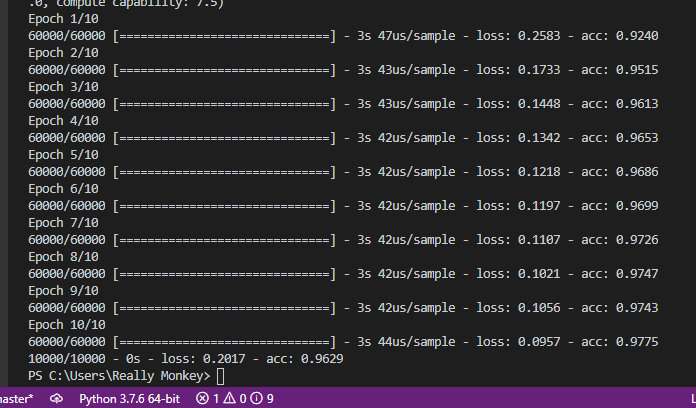 .0, compute capability: 7.5)
Epoch 1/10
60000/60000 [==============================] - 3s 47us/sample - loss: 0.2583 - acc: 0.9240
Epoch 2/10
60000/60000 [==============================] - 3s 43us/sample - loss: 0.1733 - acc: 0.9515
Epoch 3/10
60000/60000 [==============================] - 3s 43us/sample - loss: 0.1448 - acc: 0.9613
Epoch 4/10
60000/60000 [==============================] - 3s 42us/sample - loss: 0.1342 - acc: 0.9653
Epoch 5/10
60000/60000 [==============================] - 3s 42us/sample - loss: 0.1218 - acc: 0.9686
Epoch 6/10
60000/60000 [==============================] - 3s 42us/sample - loss: 0.1197 - acc: 0.9699
Epoch 7/10
60000/60000 [==============================] - 3s 42us/sample - loss: 0.1107 - acc: 0.9726
Epoch 8/10
60000/60000 [==============================] - 3s 42us/sample - loss: 0.1021 - acc: 0.9747
Epoch 9/10
60000/60000 [==============================] - 3s 42us/sample - loss: 0.1056 - acc: 0.9743
Epoch 10/10
60000/60000 [==============================] - 3s 44us/sample - loss: 0.0957 - acc: 0.9775
10000/10000 - 0s - loss: 0.2017 - acc: 0.9629
PS C:\Users\Really Monkey>
master* Python 3.7.6 64-bit 1 0 9 L